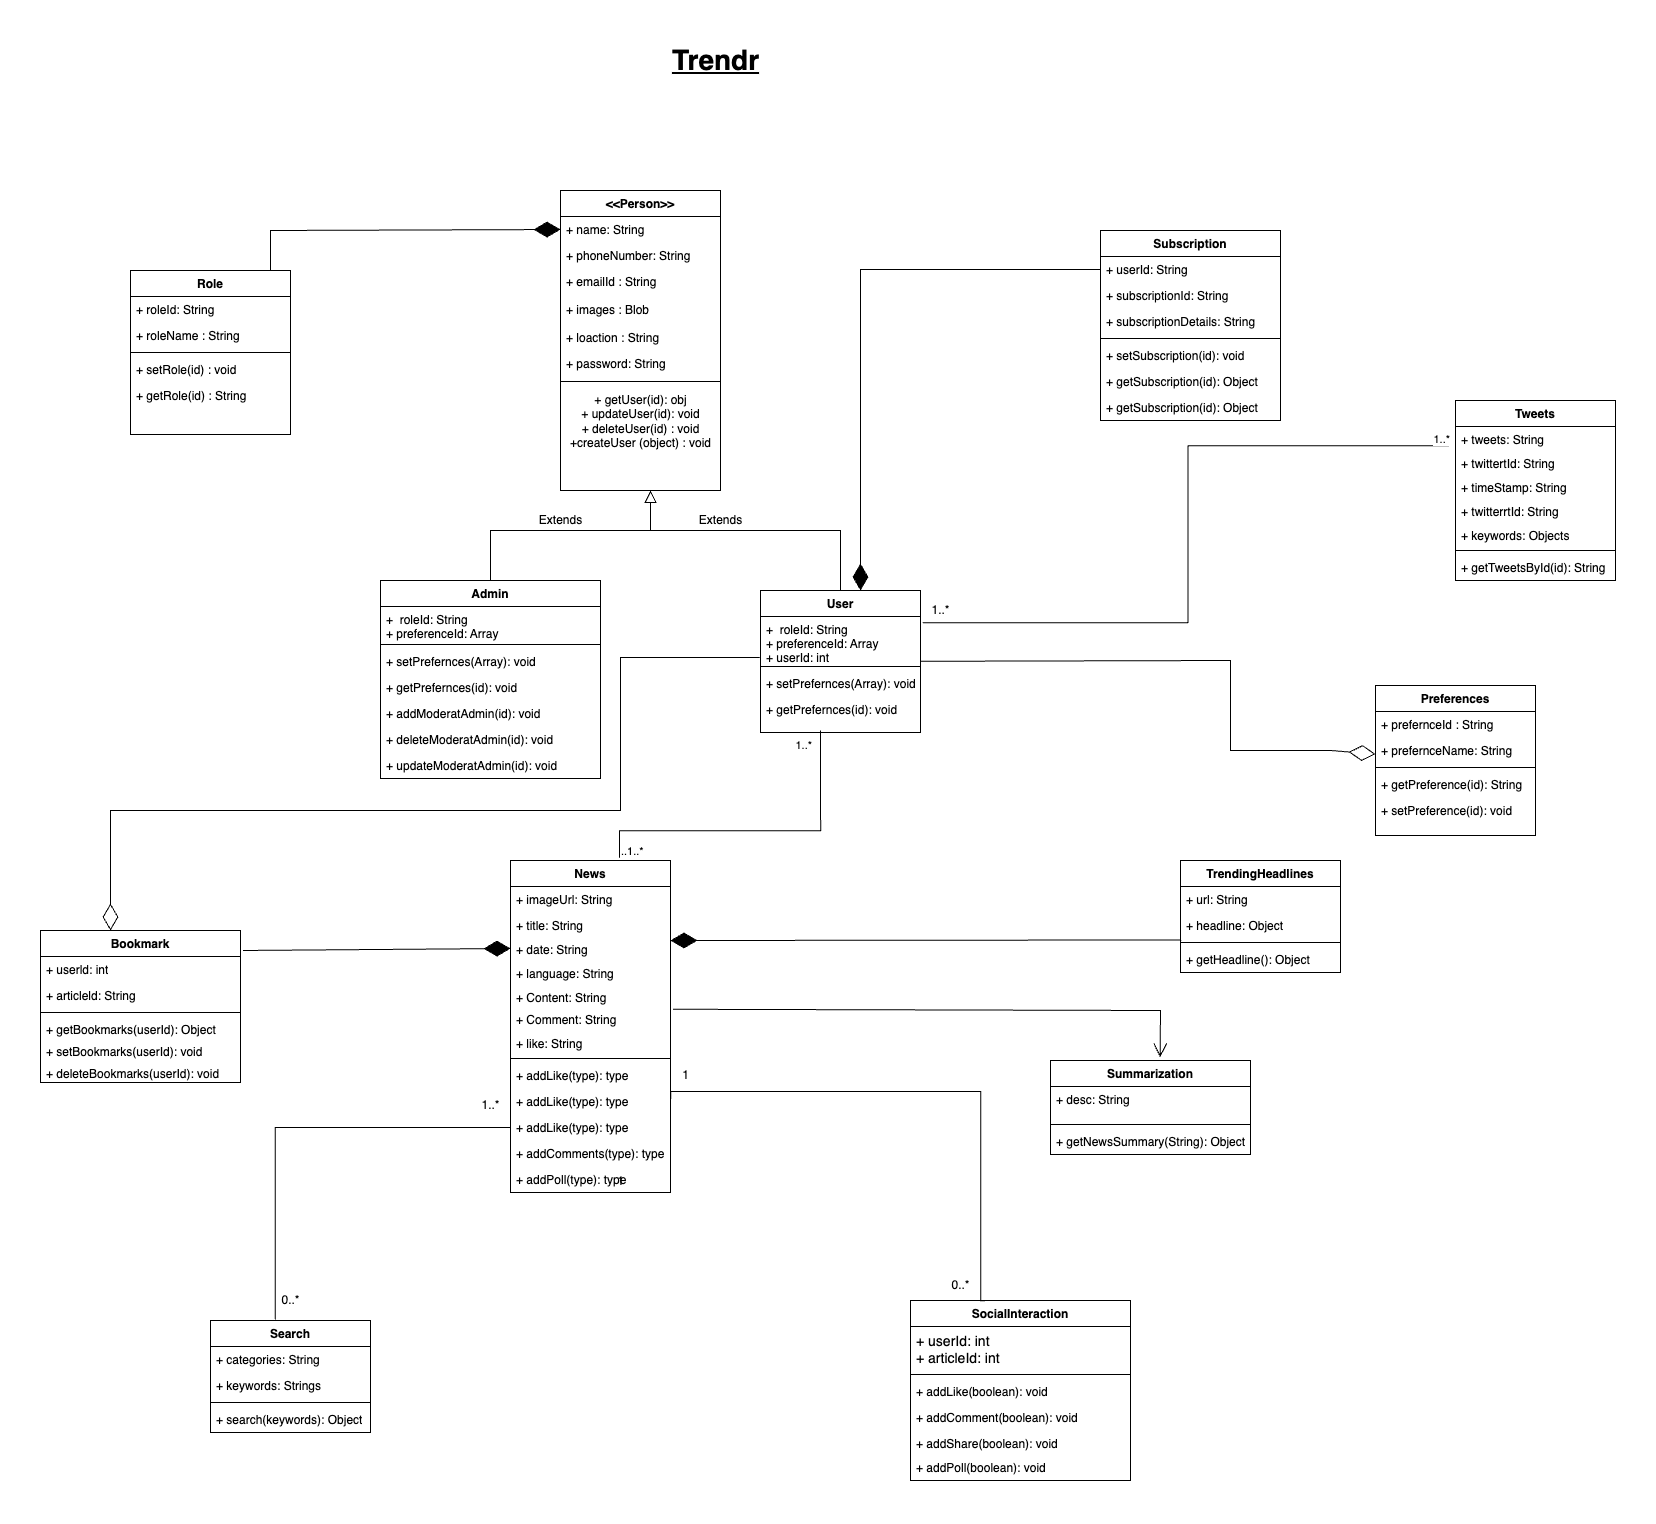 Trendr
<<Person>>
+ name: String
+ phoneNumber: String
+ emailId : String
+ images : Blob
+ loaction : String
+ password: String
+ getUser(id): obj
+ updateUser(id): void
+ deleteUser(id) : void
+createUser (object) : void
Role
+ roleId: String
+ roleName : String
+ setRole(id) : void
+ getRole(id) : String
Subscription
+ userId: String
+ subscriptionId: String
+ subscriptionDetails: String
+ setSubscription(id): void
+ getSubscription(id): Object
+ getSubscription(id): Object
Tweets
+ tweets: String
+ twittertId: String
+ timeStamp: String
+ twitterrtId: String
+ keywords: Objects
+ getTweetsById(id): String
1..*
Extends
Extends
Admin
+ roleId: String
+ preferenceId: Array
+ setPrefernces(Array): void
+ getPrefernces(id): void
+ addModeratAdmin(id): void
+ deleteModeratAdmin(id): void
+ updateModeratAdmin(id): void
User
+ roleId: String
+ preferenceId: Array
+ userId: int
+ setPrefernces(Array): void
+ getPrefernces(id): void
1..*
1..*
Preferences
+ prefernceId : String
+ prefernceName: String
+ getPreference(id): String
+ setPreference(id): void
..1..*
News
+ imageUrl: String
+ title: String
+ date: String
+ language: String
+ Content: String
+ Comment: String
+ like: String
+ addLike(type): type
+ addLike(type): type
+ addLike(type): type
+ addComments(type): type
+ addPoll(type): type
TrendingHeadlines
+ url: String
+ headline: Object
+ getHeadline(): Object
Bookmark
+ userId: int
+ articleId: String
+ getBookmarks(userId): Object
+ setBookmarks(userId): void
+ deleteBookmarks(userId): void
Summarization
+ desc: String
+ getNewsSummary(String): Object
1
1..*
0..*
0..*
Search
+ categories: String
+ keywords: Strings
+ search(keywords): Object
SocialInteraction
+ userId: int
+ articleId: int
+ addLike(boolean): void
+ addComment(boolean): void
+ addShare(boolean): void
+ addPoll(boolean): void